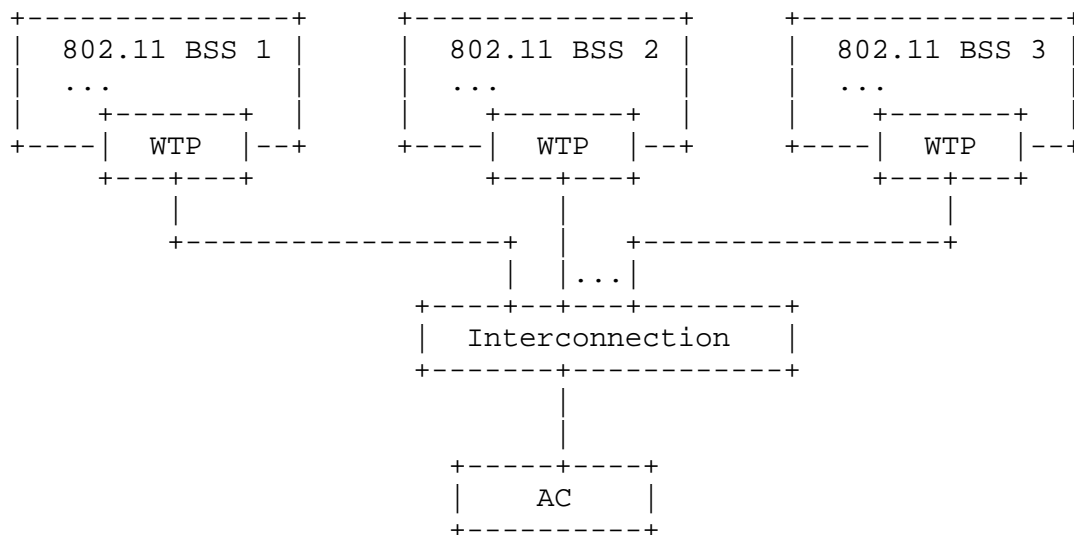 802.11 BSS 1 802.11 BSS 2 802.11 BSS 3
... ... ...
WTP WTP WTP
...
Interconnection
AC